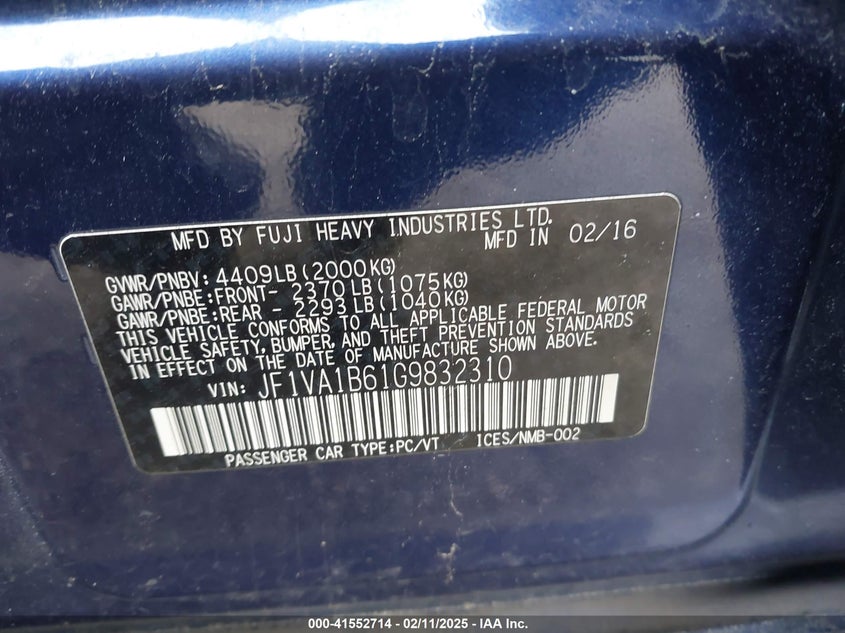 MFD BY FUJI HEAVY INDUSTRIES LTD.
MFD IN 02/16
GVWR/PNBV: 4409LB (2000KG)
GAWR/PNBE:FRONT- 2370LB (1075KG)
GAWR/PNBE:REAR - 2293LB (1040KG)
THIS VEHICLE CONFORMS TO ALL APPLICABLE FEDERAL MOTOR
VEHICLE SAFETY, BUMPER, AND THEFT PREVENTION STANDARDS
IN EFFECT ON THE DATE OF MANUFACTURE SHOWN ABOVE.
VIN: JF1VA1B61G9832310
PASSENGER CAR TYPE:PC/VT ICES/NMB-002
000-41552714 - 02/11/2025 - IAAI.COM